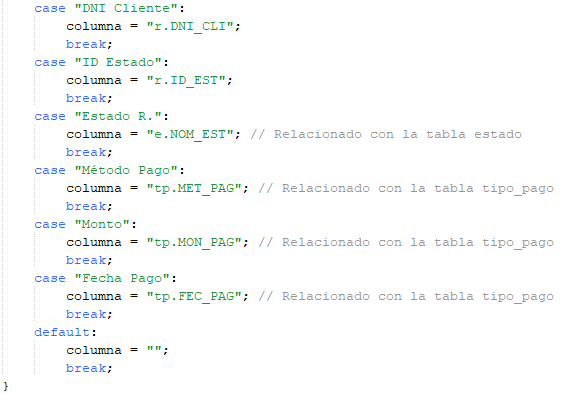 case "DNI Cliente":
columna = "r.DNI_CLI";
break;
case "ID Estado":
columna = "r.ID_EST";
break;
case "Estado R.":
columna = "e.NOM_EST"; // Relacionado con la tabla estado
break;
case "Método Pago":
columna = "tp.MET_PAG"; // Relacionado con la tabla tipo_pago
break;
case "Monto":
columna = "tp.MON_PAG"; // Relacionado con la tabla tipo_pago
break;
case "Fecha Pago":
columna = "tp.FEC_PAG"; // Relacionado con la tabla tipo_pago
break;
default:
columna = "";
break;
}